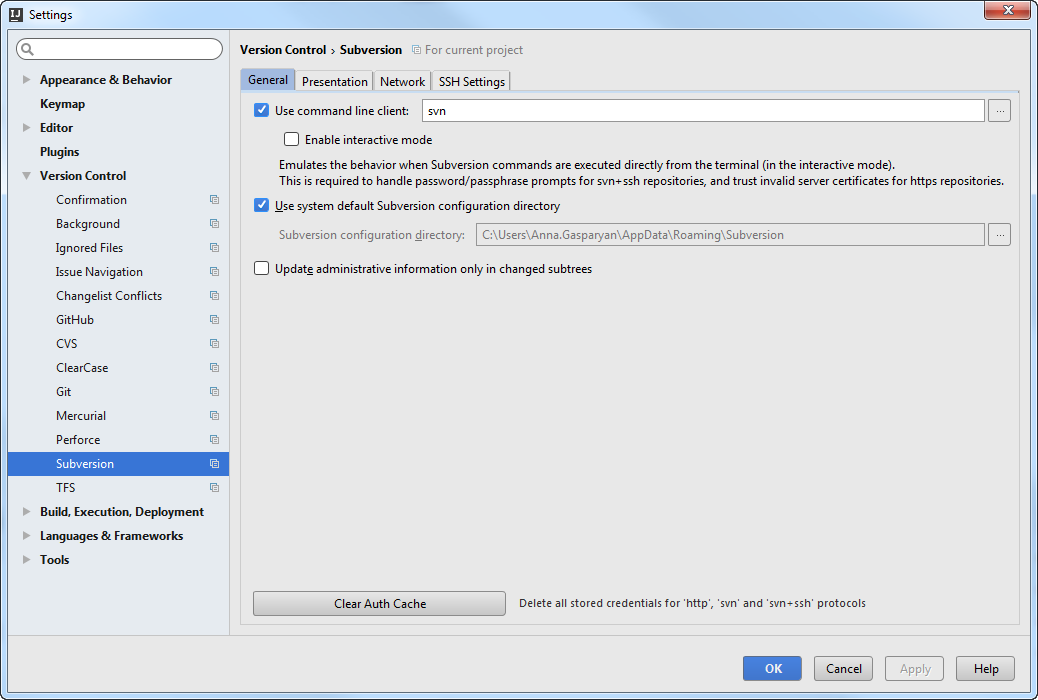 Settings
Version Control › Subversion For current project
Appearance & Behavior
Keymap
Editor
Plugins
Version Control
Confirmation
Background
Ignored Files
Issue Navigation
Changelist Conflicts
GitHub
CVS
ClearCase
Git
Mercurial
Perforce
Subversion
TFS
Build, Execution, Deployment
Languages & Frameworks
Tools
General Presentation Network SSH Settings
Use command line client: svn ...
Enable interactive mode
Emulates the behavior when Subversion commands are executed directly from the terminal (in the interactive mode).
This is required to handle password/passphrase prompts for svn+ssh repositories, and trust invalid server certificates for https repositories.
Use system default Subversion configuration directory
Subversion configuration directory: C:\Users\Anna.Gasparyan\AppData\Roaming\Subversion ...
Update administrative information only in changed subtrees
Clear Auth Cache Delete all stored credentials for 'http', 'svn' and 'svn+ssh' protocols
OK Cancel Apply Help